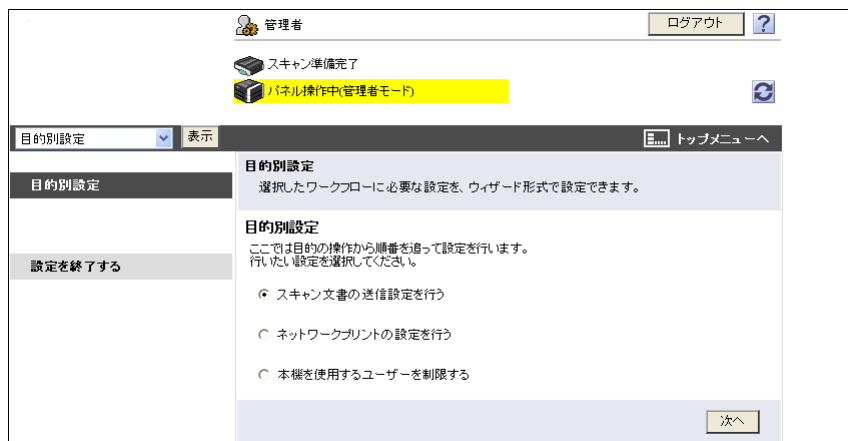 管理者
ログアウト
?
スキャン準備完了
パネル操作中(管理者モード)
目的別設定
表示
トップメニューへ
目的別設定
設定を終了する
目的別設定
選択したワークフローに必要な設定を、ウィザード形式で設定できます。
目的別設定
ここでは目的の操作から順番を追って設定を行います。
行いたい設定を選択してください。
スキャン文書の送信設定を行う
ネットワークプリントの設定を行う
本機を使用するユーザーを制限する
次へ